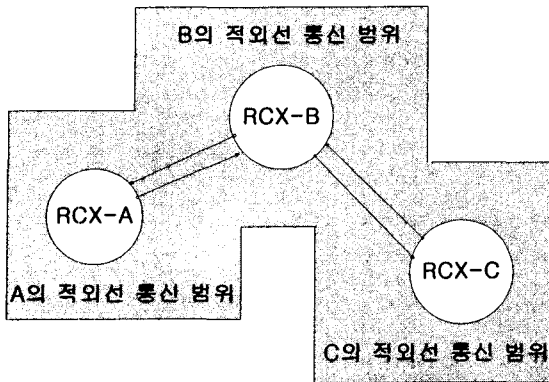 B의 적외선 통신 범위
RCX-B
RCX-A
RCX-C
A의 적외선 통신 범위
C의 적외선 통신 범위